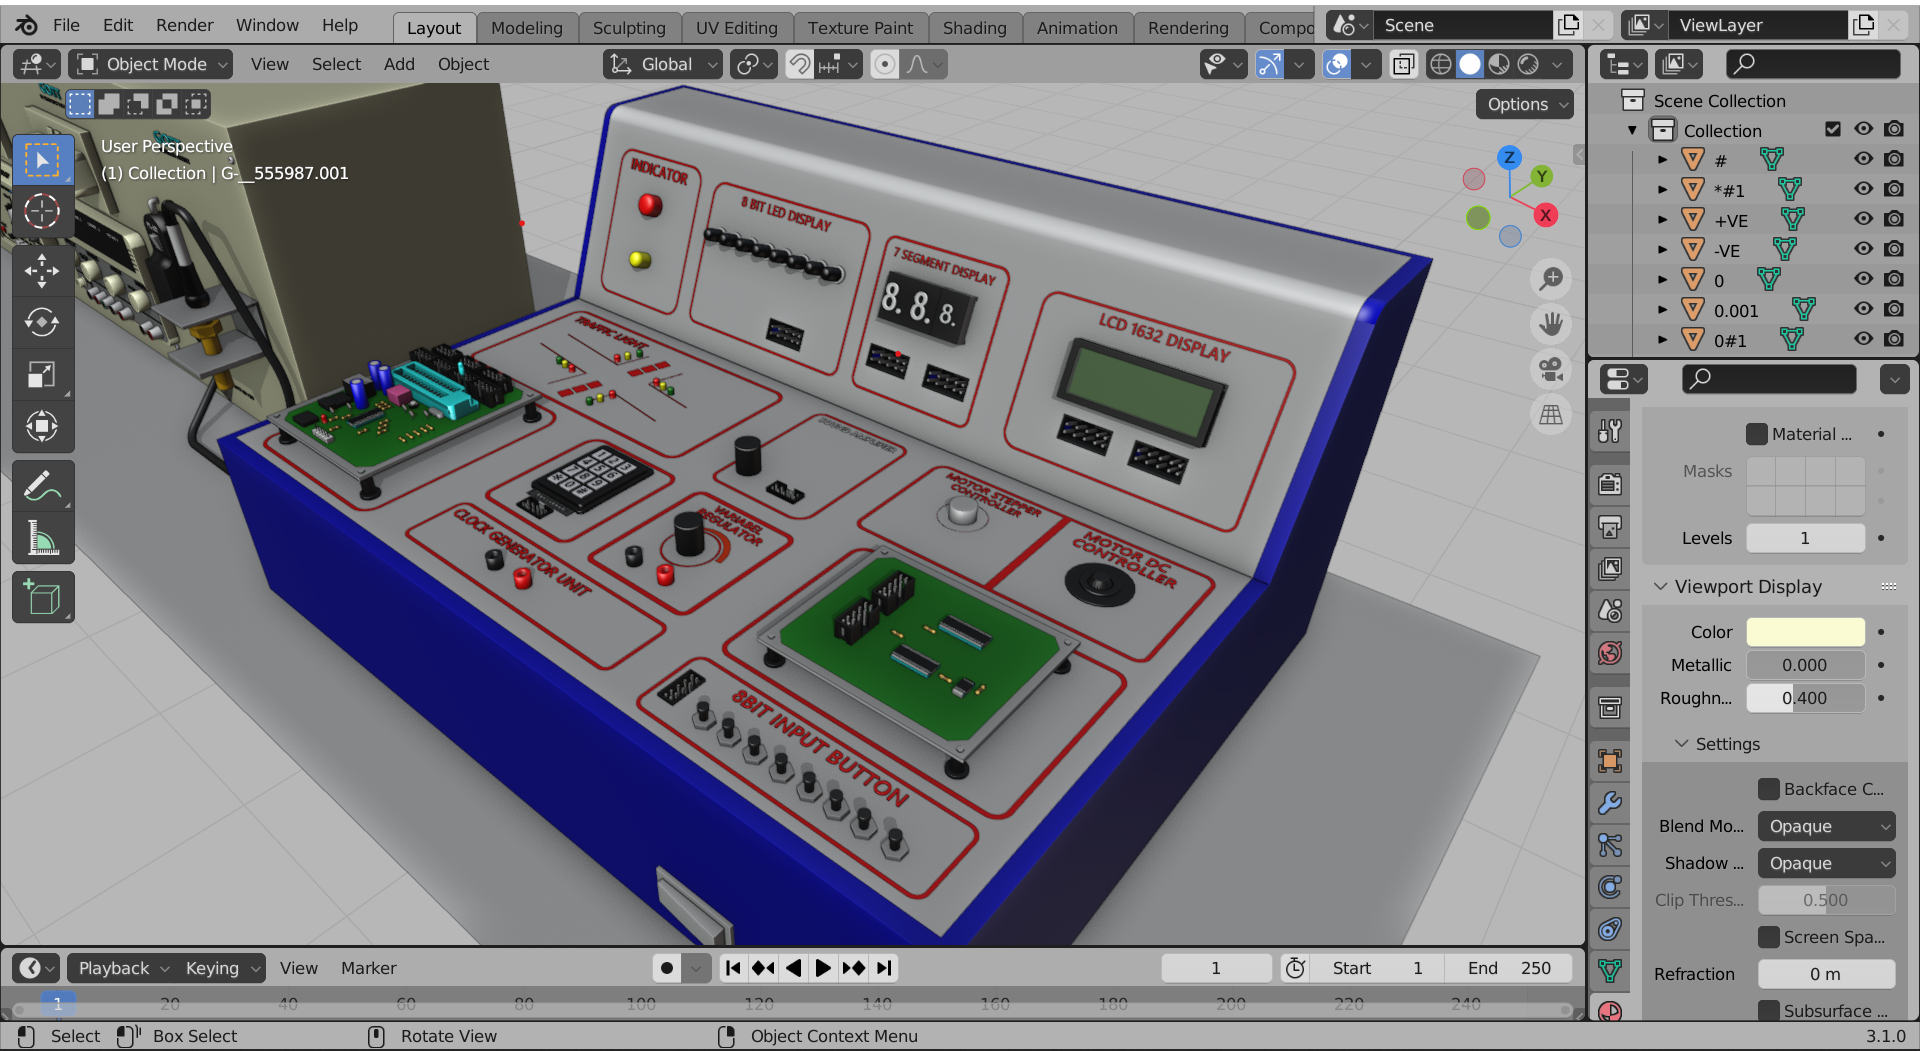 File Edit Render Window Help
Layout Modeling Sculpting UV Editing Texture Paint Shading Animation Rendering Compo
Scene
ViewLayer
Object Mode
View Select Add Object
Global
Options
User Perspective
(1) Collection | G-__555987.001
Z
Y
X
INDICATOR
8 BIT LED DISPLAY
7 SEGMENT DISPLAY
8.8.8.
LCD 1632 DISPLAY
TRAFFIC LIGHT
MOTOR STEPPER
CONTROLLER
MOTOR DC
CONTROLLER
VARIABEL
REGULATOR
CLOCK GENERATOR UNIT
8BIT INPUT BUTTON
Scene Collection
Collection
#
*#1
+VE
-VE
0
0.001
0#1
Material ...
Masks
Levels 1
Viewport Display
Color
Metallic 0.000
Roughn... 0.400
Settings
Backface C...
Blend Mo... Opaque
Shadow ... Opaque
Clip Thres... 0.500
Screen Spa...
Refraction 0 m
Subsurface ...
Playback Keying View Marker
1
Start 1
End 250
1 20 40 60 80 100 120 140 160 180 200 220 240
Select
Box Select
Rotate View
Object Context Menu
3.1.0